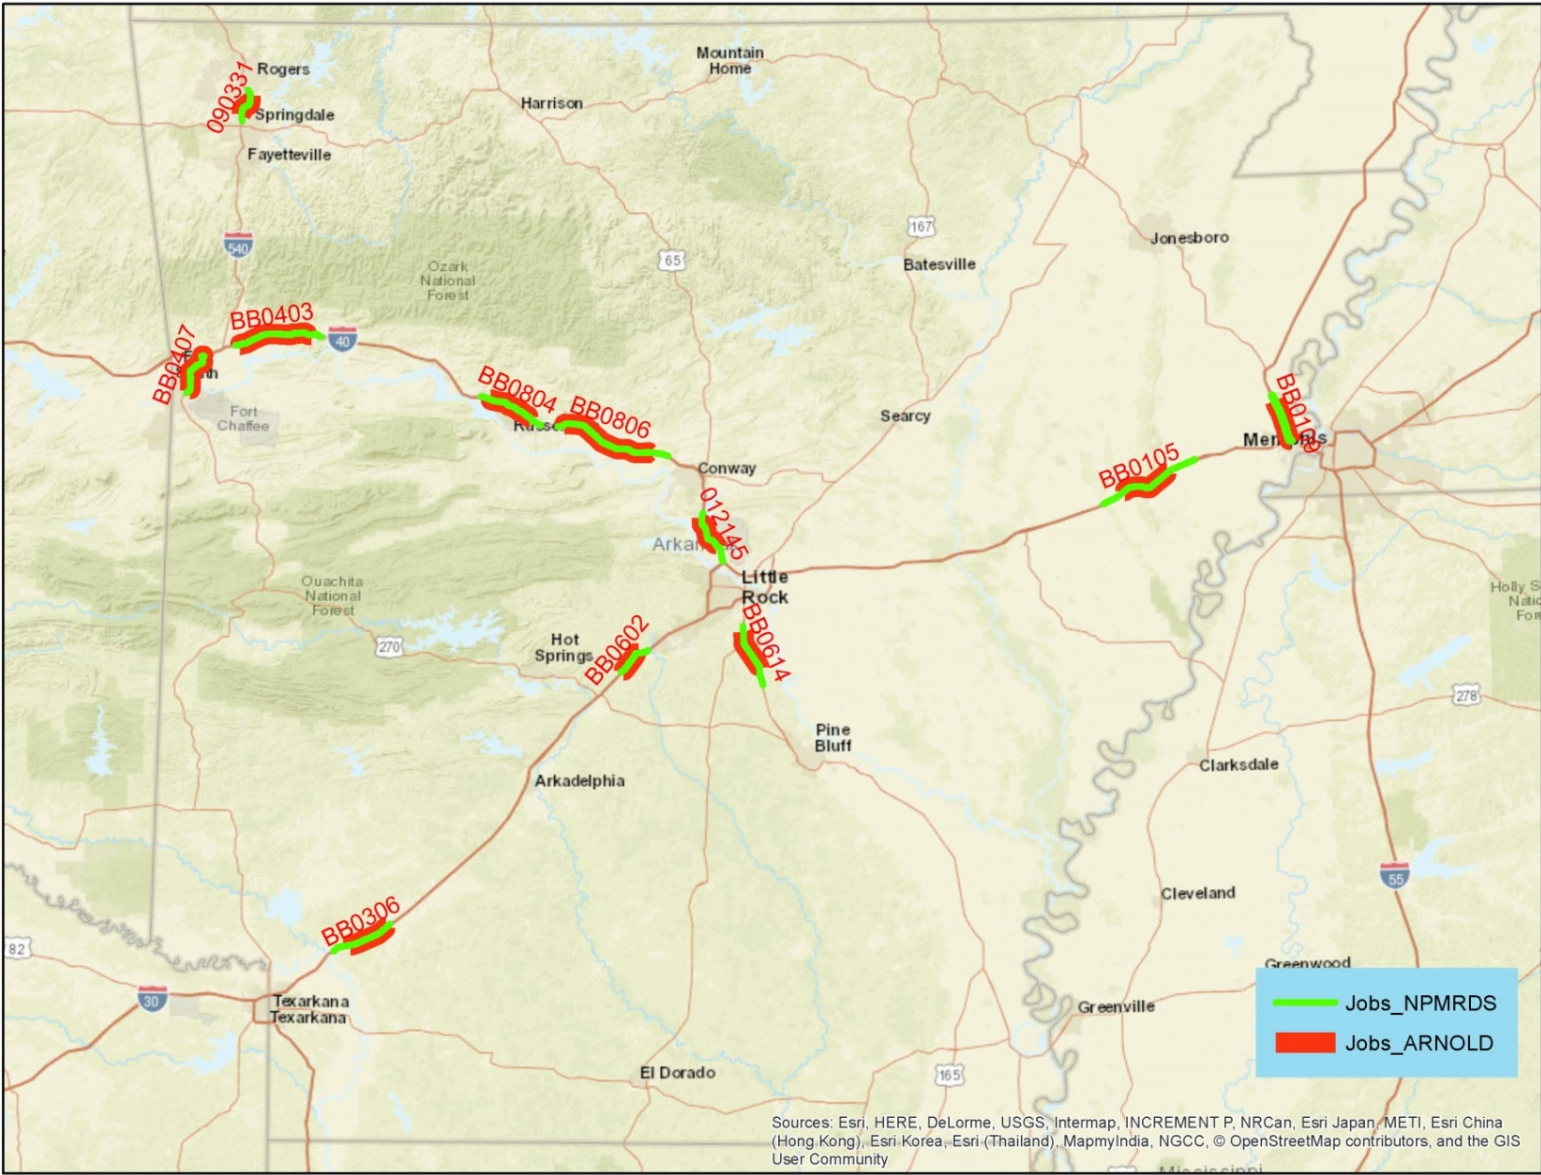 Rogers
Mountain
Home
090331
Harrison
Springdale
Fayetteville
167
Jonesboro
540
65
Batesville
Ozark
National
Forest
BB0403
40
BB0407
BB0804
BB0806
Fort
Chaffee
Searcy
BB0105
Conway
012145
Little
Rock
Ouachita
National
Forest
270
Hot
Springs
BB0602
BB0614
278
Pine
Bluff
Clarksdale
Arkadelphia
55
Cleveland
BB0306
82
Greenwood
30
Texarkana
Texarkana
Greenville
Jobs_NPMRDS
Jobs_ARNOLD
El Dorado
165
Sources: Esri, HERE, DeLorme, USGS, Intermap, INCREMENT P, NRCan, Esri Japan, METI, Esri China
(Hong Kong), Esri Korea, Esri (Thailand), MapmyIndia, NGCC, © OpenStreetMap contributors, and the GIS
User Community
Mississippi